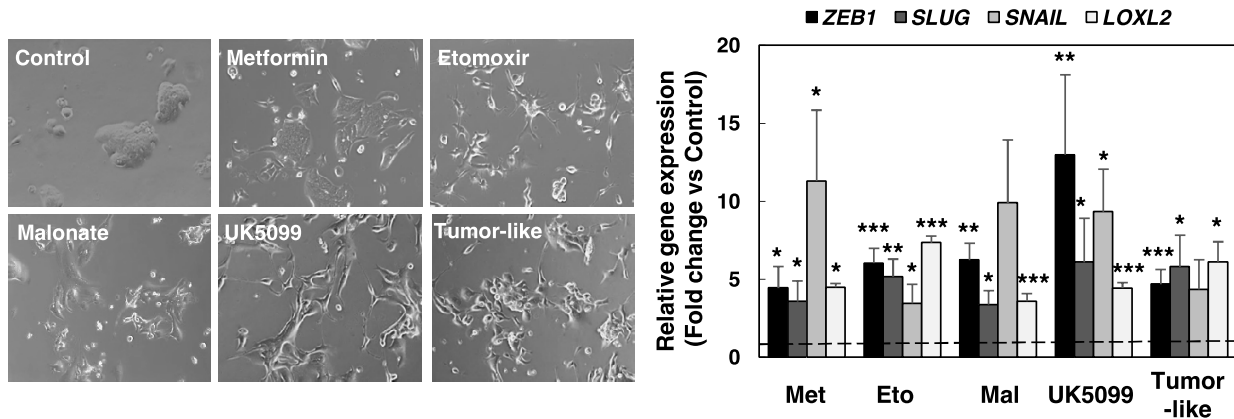 Control
Metformin
Etomoxir
Malonate
UK5099
Tumor-like
ZEB1 SLUG SNAIL LOXL2
Relative gene expression
(Fold change vs Control)
20
15
10
5
0
* * * *
*** ** * ***
** * ***
** * * ***
*** * *
Met
Eto
Mal
UK5099
Tumor
-like